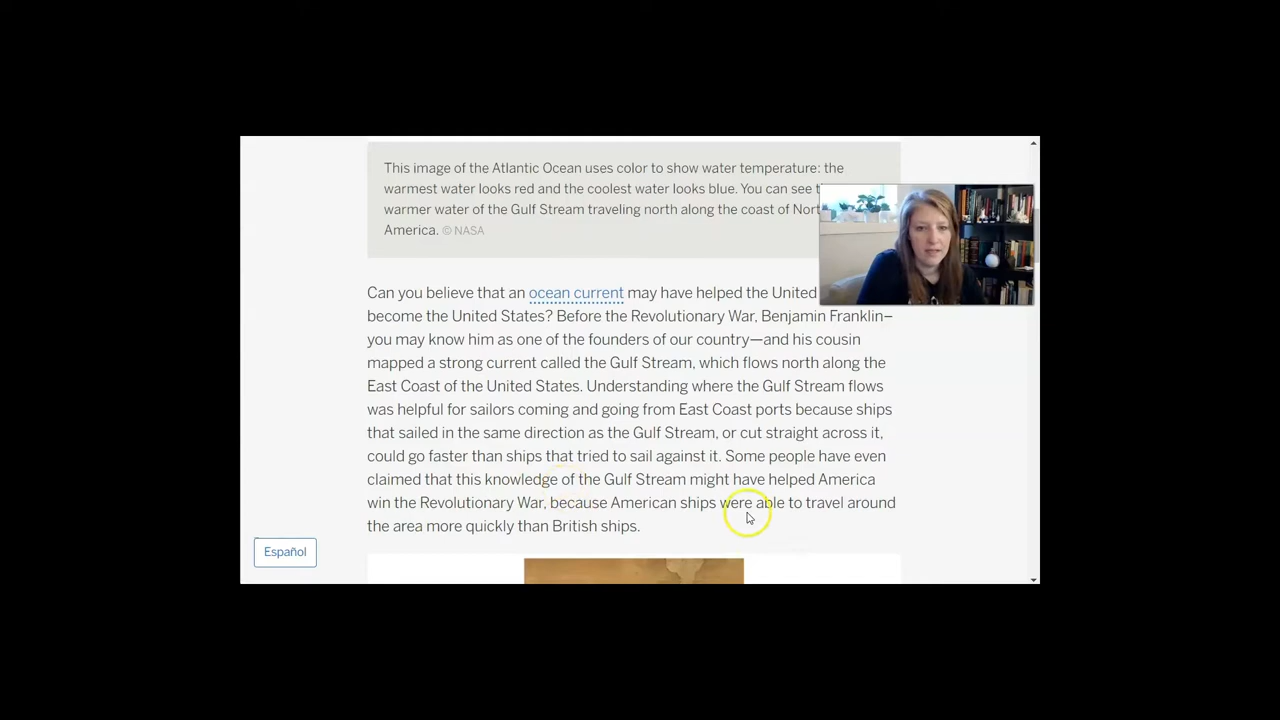 This image of the Atlantic Ocean uses color to show water temperature: the
warmest water looks red and the coolest water looks blue. You can see
warmer water of the Gulf Stream traveling north along the coast of
America. © NASA
Can you believe that an ocean current may have helped the United
become the United States? Before the Revolutionary War, Benjamin Franklin–
you may know him as one of the founders of our country—and his cousin
mapped a strong current called the Gulf Stream, which flows north along the
East Coast of the United States. Understanding where the Gulf Stream flows
was helpful for sailors coming and going from East Coast ports because ships
that sailed in the same direction as the Gulf Stream, or cut straight across it,
could go faster than ships that tried to sail against it. Some people have even
claimed that this knowledge of the Gulf Stream might have helped America
win the Revolutionary War, because American ships were able to travel around
the area more quickly than British ships.
Español